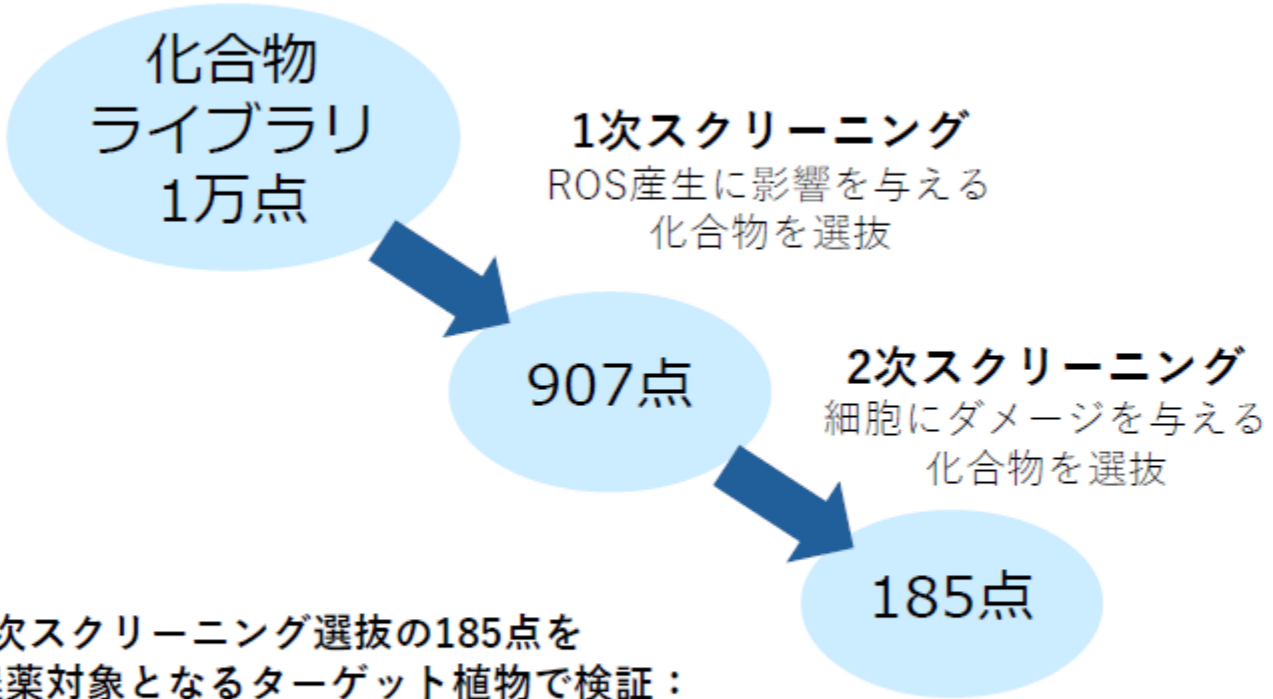 化合物
ライブラリ
1万点
1次スクリーニング
ROS産生に影響を与える
化合物を選抜
907点
2次スクリーニング
細胞にダメージを与える
化合物を選抜
185点
次スクリーニング選抜の185点を
薬対象となるターゲット植物で検証：